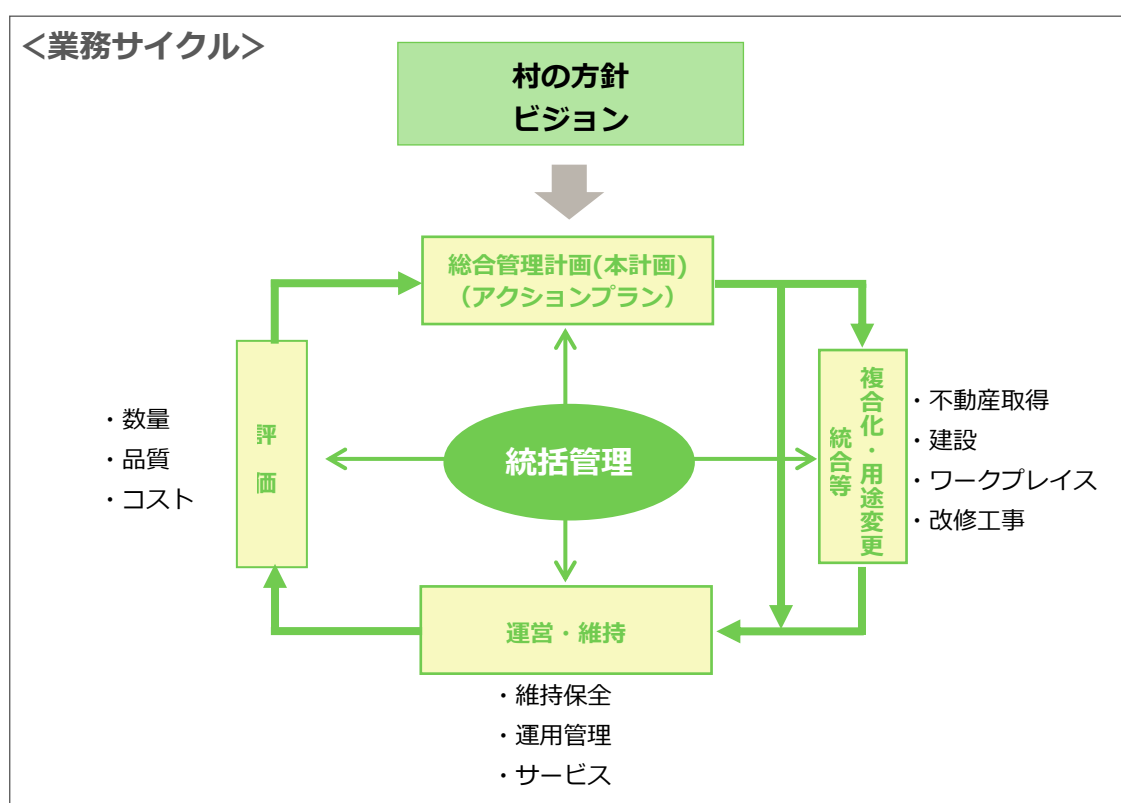 ＜業務サイクル＞
村の方針
ビジョン
総合管理計画(本計画)
（アクションプラン）
評価
・数量
・品質
・コスト
統括管理
複合化・用途変更
統合等
・不動産取得
・建設
・ワークプレイス
・改修工事
運営・維持
・維持保全
・運用管理
・サービス